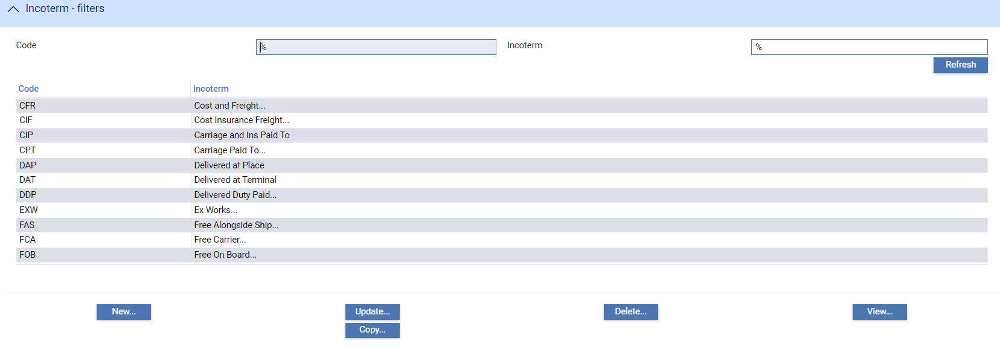 Incoterm - filters
Code % Incoterm %
Refresh
Code Incoterm
CFR Cost and Freight...
CIF Cost Insurance Freight...
CIP Carriage and Ins Paid To
CPT Carriage Paid To...
DAP Delivered at Place
DAT Delivered at Terminal
DDP Delivered Duty Paid...
EXW Ex Works...
FAS Free Alongside Ship...
FCA Free Carrier...
FOB Free On Board...
New... Update... Delete... View...
Copy...